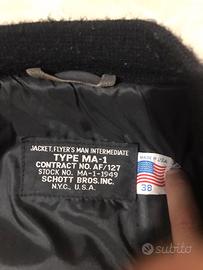 JACKET, FLYER'S MAN INTERMEDIATE
TYPE MA-1
CONTRACT NO. AF/127
STOCK NO. MA-1-1949
SCHOTT BROS. INC.
N.Y.C., U.S.A.
MADE IN U.S.A.
38
subito